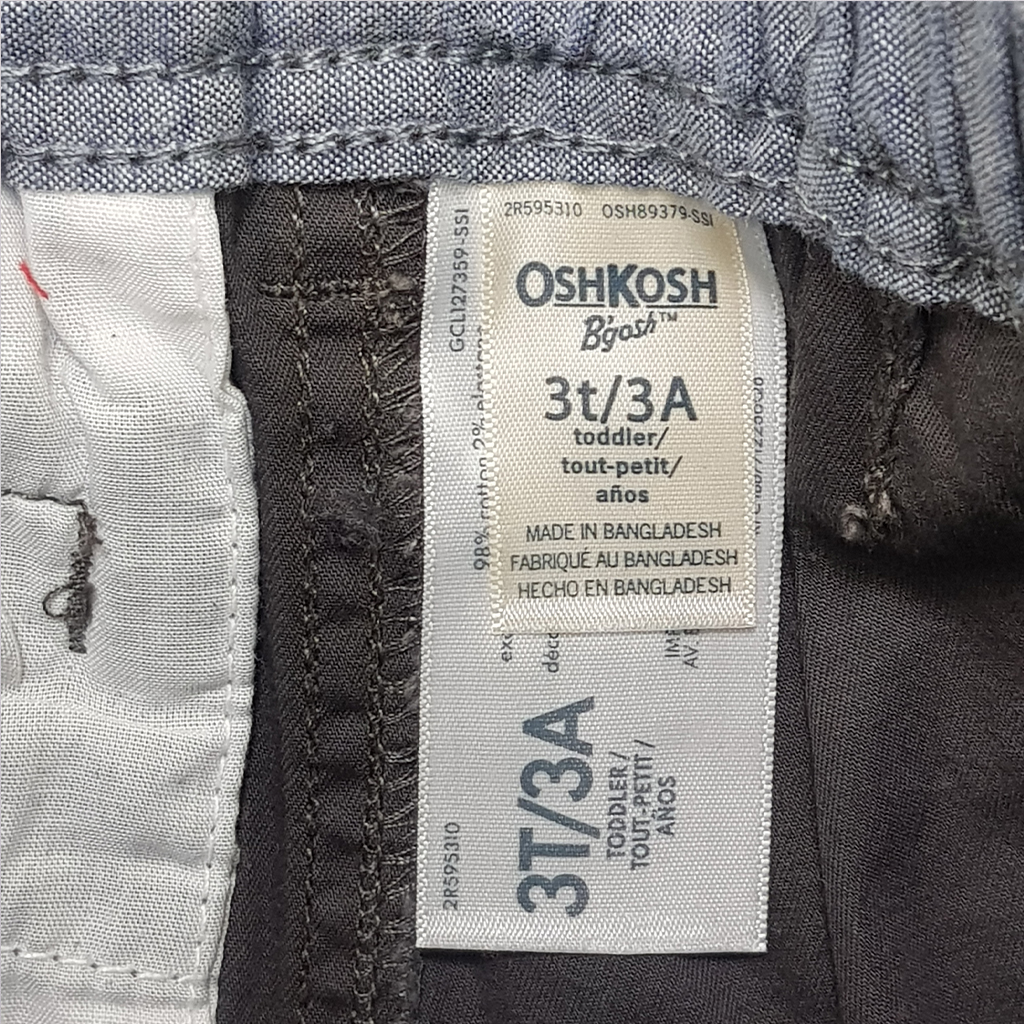 2R595310 OSH89379-SSI
OSHKOSH
B'gosh™
3t/3A
toddler/
tout-petit/
años
MADE IN BANGLADESH
FABRIQUÉ AU BANGLADESH
HECHO EN BANGLADESH
GCL127359-SSI
98% cotton 2%
3T/3A
TODDLER/
TOUT-PETIT/
AÑOS
2R595310